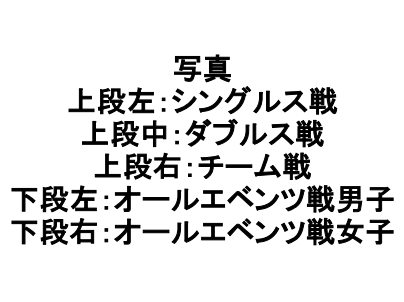 写真
上段左：シングルス戦
上段中：ダブルス戦
上段右：チーム戦
下段左：オールエベンツ戦男子
下段右：オールエベンツ戦女子